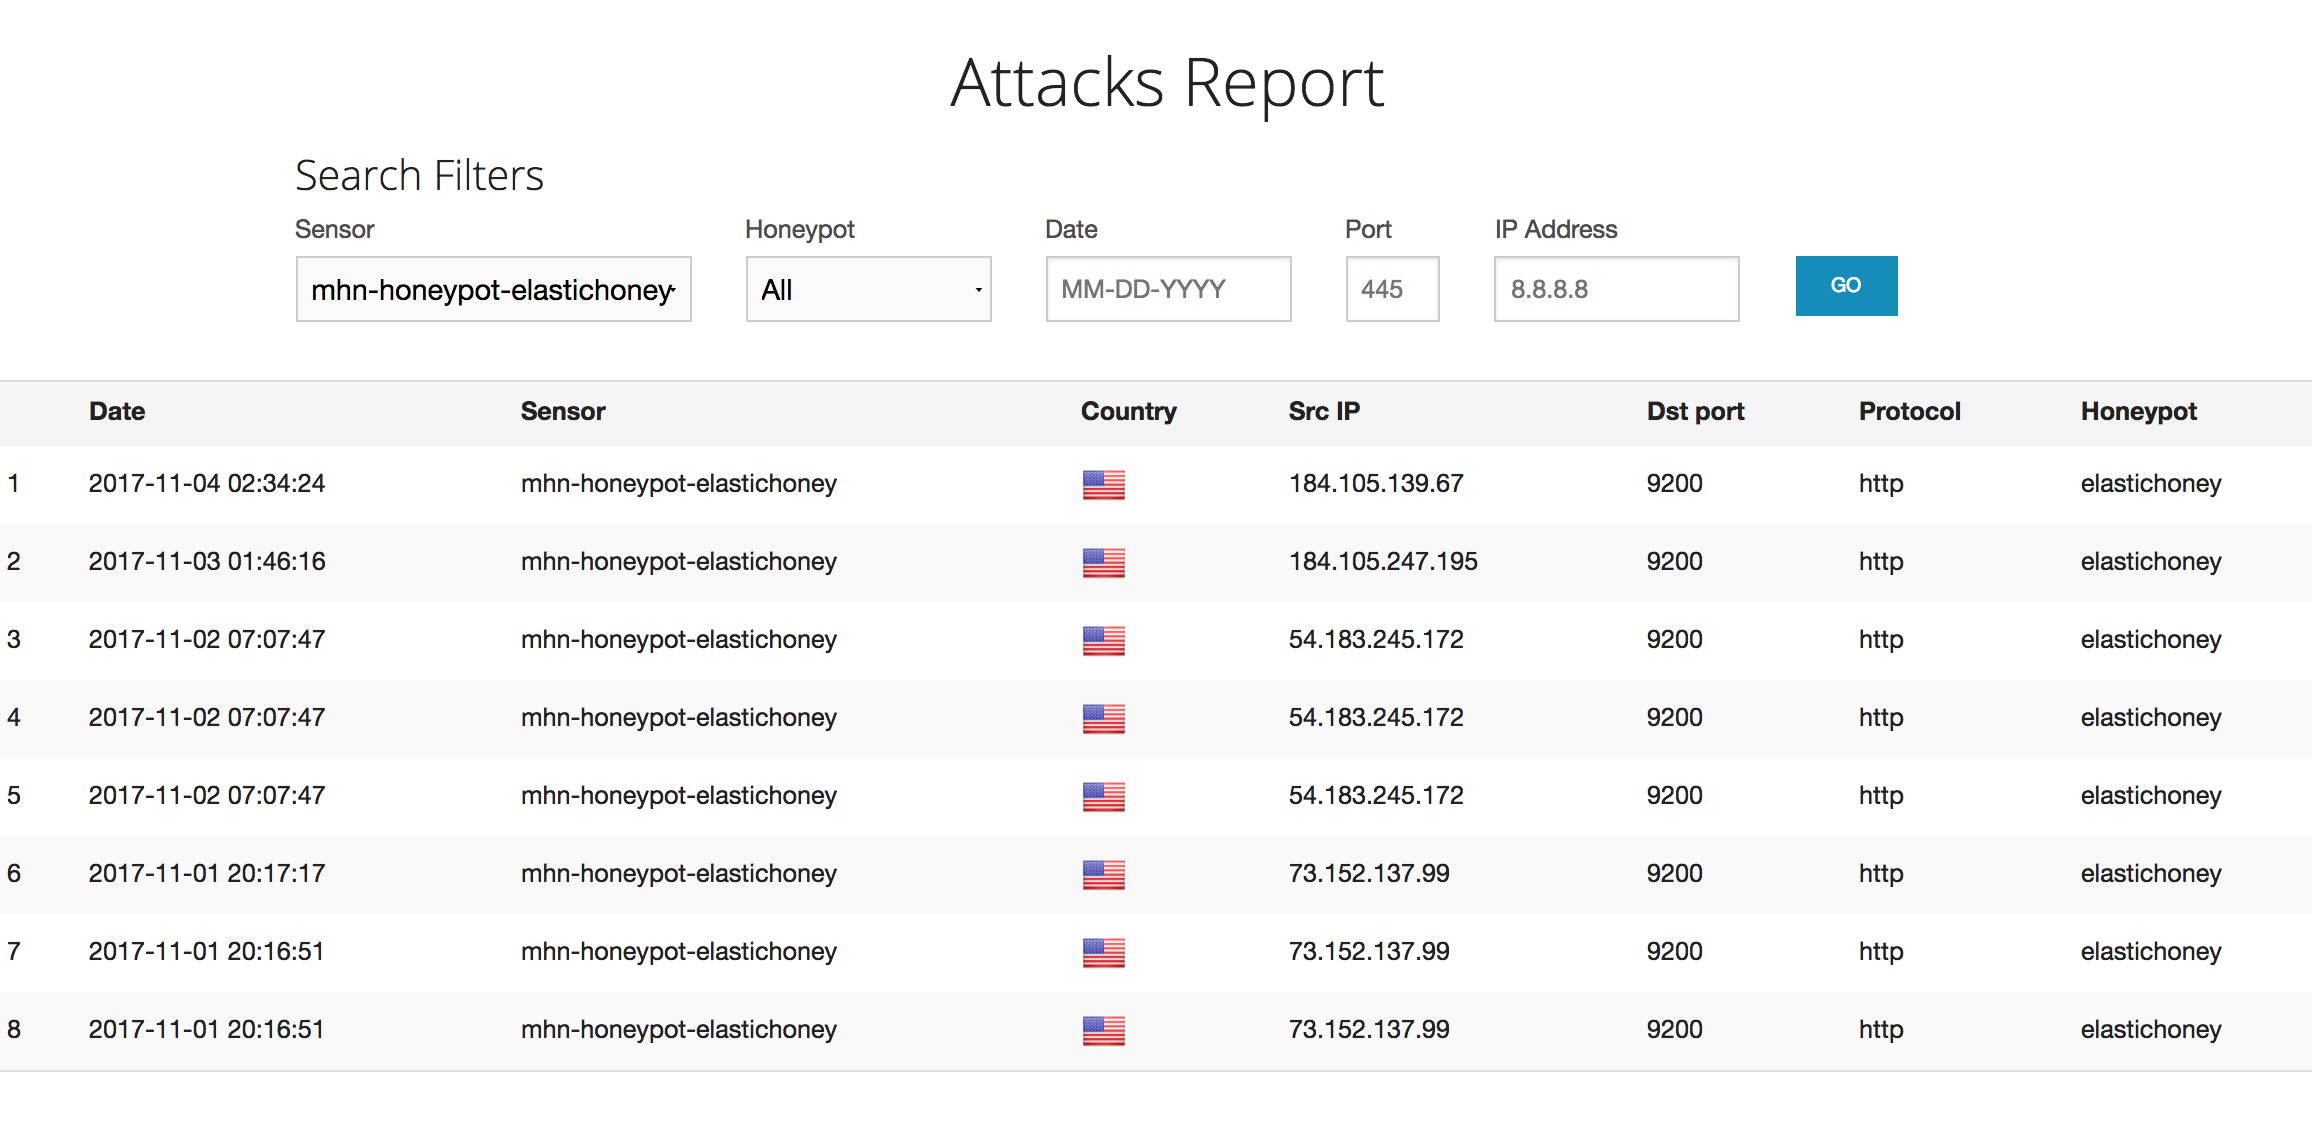 Attacks Report
Search Filters
Sensor Honeypot Date Port IP Address
mhn-honeypot-elastichoney All MM-DD-YYYY 445 8.8.8.8 GO
Date Sensor Country Src IP Dst port Protocol Honeypot
1 2017-11-04 02:34:24 mhn-honeypot-elastichoney 184.105.139.67 9200 http elastichoney
2 2017-11-03 01:46:16 mhn-honeypot-elastichoney 184.105.247.195 9200 http elastichoney
3 2017-11-02 07:07:47 mhn-honeypot-elastichoney 54.183.245.172 9200 http elastichoney
4 2017-11-02 07:07:47 mhn-honeypot-elastichoney 54.183.245.172 9200 http elastichoney
5 2017-11-02 07:07:47 mhn-honeypot-elastichoney 54.183.245.172 9200 http elastichoney
6 2017-11-01 20:17:17 mhn-honeypot-elastichoney 73.152.137.99 9200 http elastichoney
7 2017-11-01 20:16:51 mhn-honeypot-elastichoney 73.152.137.99 9200 http elastichoney
8 2017-11-01 20:16:51 mhn-honeypot-elastichoney 73.152.137.99 9200 http elastichoney